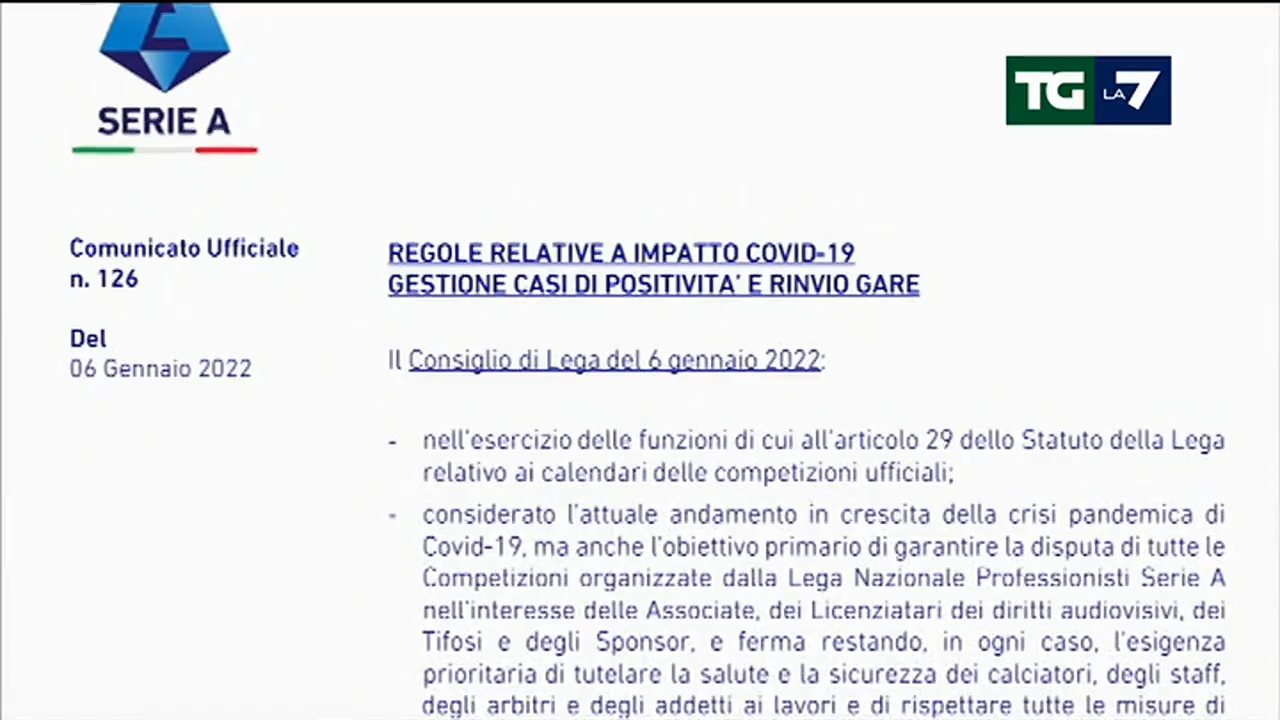 SERIE A
TG LA7
Comunicato Ufficiale
n. 126
Del
06 Gennaio 2022
REGOLE RELATIVE A IMPATTO COVID-19
GESTIONE CASI DI POSITIVITA' E RINVIO GARE
Il Consiglio di Lega del 6 gennaio 2022:
- nell'esercizio delle funzioni di cui all'articolo 29 dello Statuto della Lega
relativo ai calendari delle competizioni ufficiali;
- considerato l'attuale andamento in crescita della crisi pandemica di
Covid-19, ma anche l'obiettivo primario di garantire la disputa di tutte le
Competizioni organizzate dalla Lega Nazionale Professionisti Serie A
nell'interesse delle Associate, dei Licenziatari dei diritti audiovisivi, dei
Tifosi e degli Sponsor, e ferma restando, in ogni caso, l'esigenza
prioritaria di tutelare la salute e la sicurezza dei calciatori, degli staff,
degli arbitri e degli addetti ai lavori e di rispettare tutte le misure di